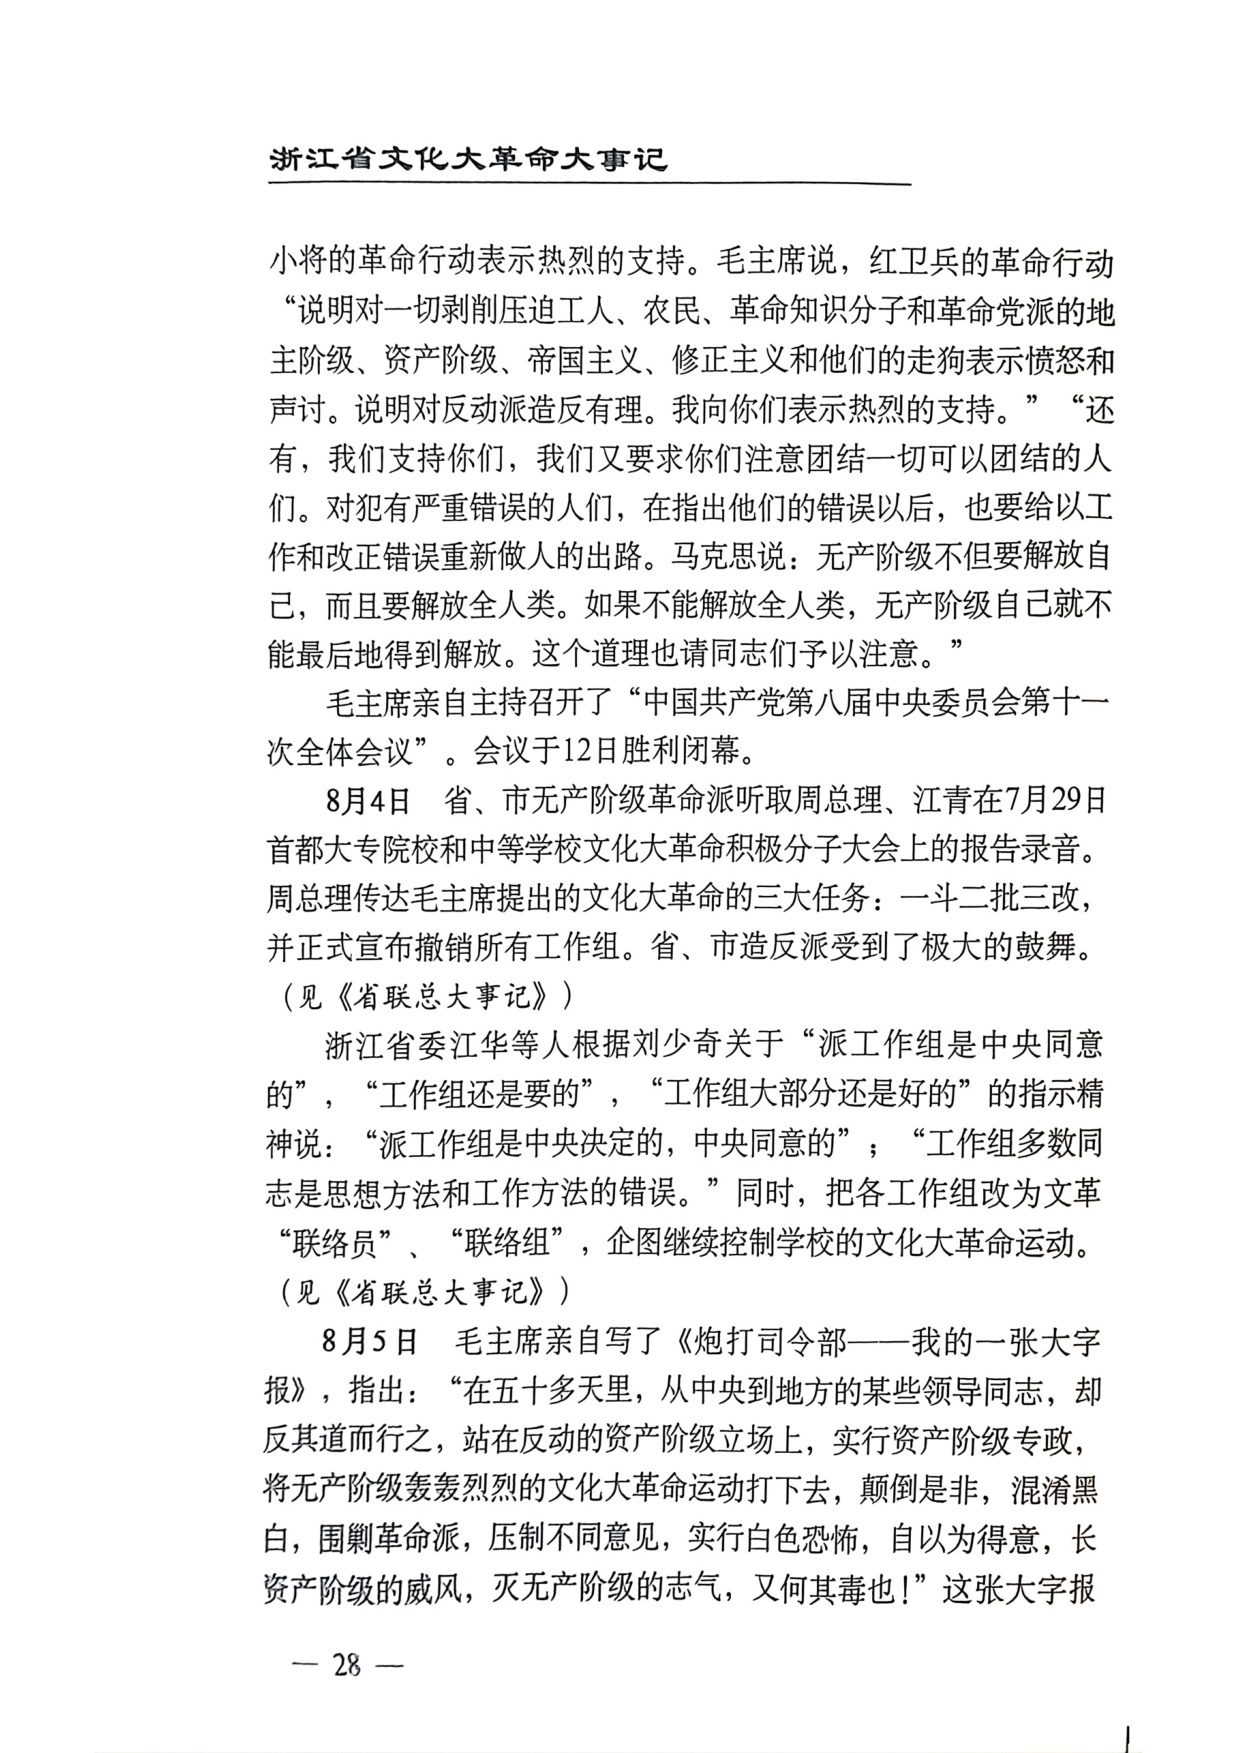 浙江省文化大革命大事记
小将的革命行动表示热烈的支持。毛主席说，红卫兵的革命行动
“说明对一切剥削压迫工人、农民、革命知识分子和革命党派的地
主阶级、资产阶级、帝国主义、修正主义和他们的走狗表示愤怒和
声讨。说明对反动派造反有理。我向你们表示热烈的支持。”“还
有，我们支持你们，我们又要求你们注意团结一切可以团结的人
们。对犯有严重错误的人们，在指出他们的错误以后，也要给以工
作和改正错误重新做人的出路。马克思说：无产阶级不但要解放自
己，而且要解放全人类。如果不能解放全人类，无产阶级自己就不
能最后地得到解放。这个道理也请同志们予以注意。”
毛主席亲自主持召开了“中国共产党第八届中央委员会第十一
次全体会议”。会议于12日胜利闭幕。
8月4日　省、市无产阶级革命派听取周总理、江青在7月29日
首都大专院校和中等学校文化大革命积极分子大会上的报告录音。
周总理传达毛主席提出的文化大革命的三大任务：一斗二批三改，
并正式宣布撤销所有工作组。省、市造反派受到了极大的鼓舞。
（见《省联总大事记》）
浙江省委江华等人根据刘少奇关于“派工作组是中央同意
的”，“工作组还是要的”，“工作组大部分还是好的”的指示精
神说：“派工作组是中央决定的，中央同意的”；“工作组多数同
志是思想方法和工作方法的错误。”同时，把各工作组改为文革
“联络员”、“联络组”，企图继续控制学校的文化大革命运动。
（见《省联总大事记》）
8月5日　毛主席亲自写了《炮打司令部——我的一张大字
报》，指出：“在五十多天里，从中央到地方的某些领导同志，却
反其道而行之，站在反动的资产阶级立场上，实行资产阶级专政，
将无产阶级轰轰烈烈的文化大革命运动打下去，颠倒是非，混淆黑
白，围剿革命派，压制不同意见，实行白色恐怖，自以为得意，长
资产阶级的威风，灭无产阶级的志气，又何其毒也！”这张大字报
— 28 —